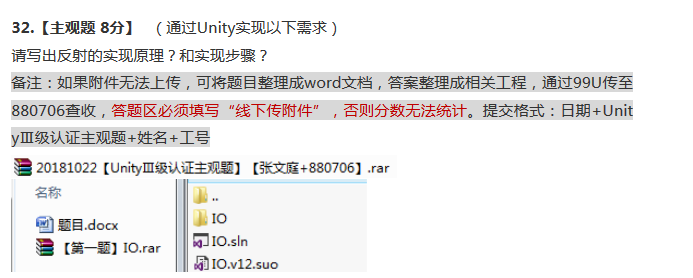 32.【主观题 8分】 （通过Unity实现以下需求）
请写出反射的实现原理？和实现步骤？
备注：如果附件无法上传，可将题目整理成word文档，答案整理成相关工程，通过99U传至
880706查收，答题区必须填写“线下传附件”，否则分数无法统计。提交格式：日期+Unit
yⅢ级认证主观题+姓名+工号
20181022【UnityⅢ级认证主观题】【张文庭+880706】.rar
名称
..
IO
题目.docx
IO.sln
【第一题】IO.rar
IO.v12.suo